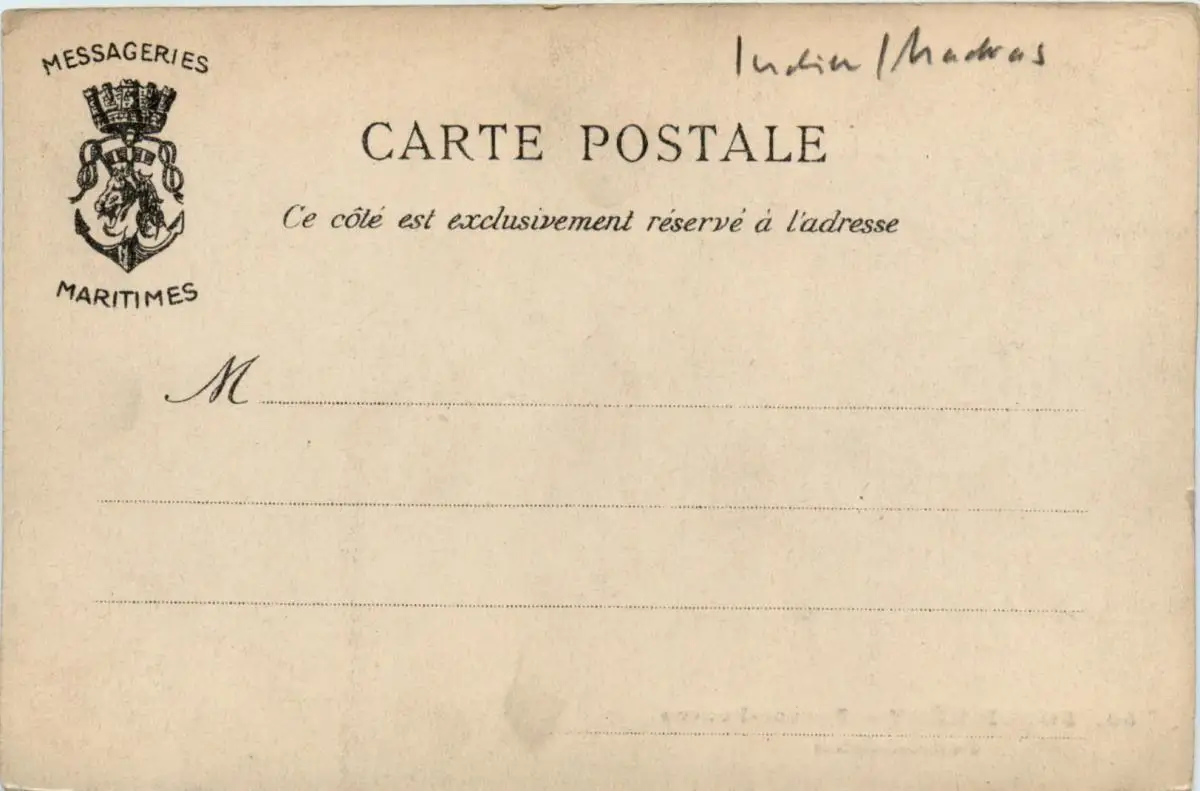 MESSAGERIES
MARITIMES
Indien / Madras
CARTE POSTALE
Ce côté est exclusivement réservé à l'adresse
M